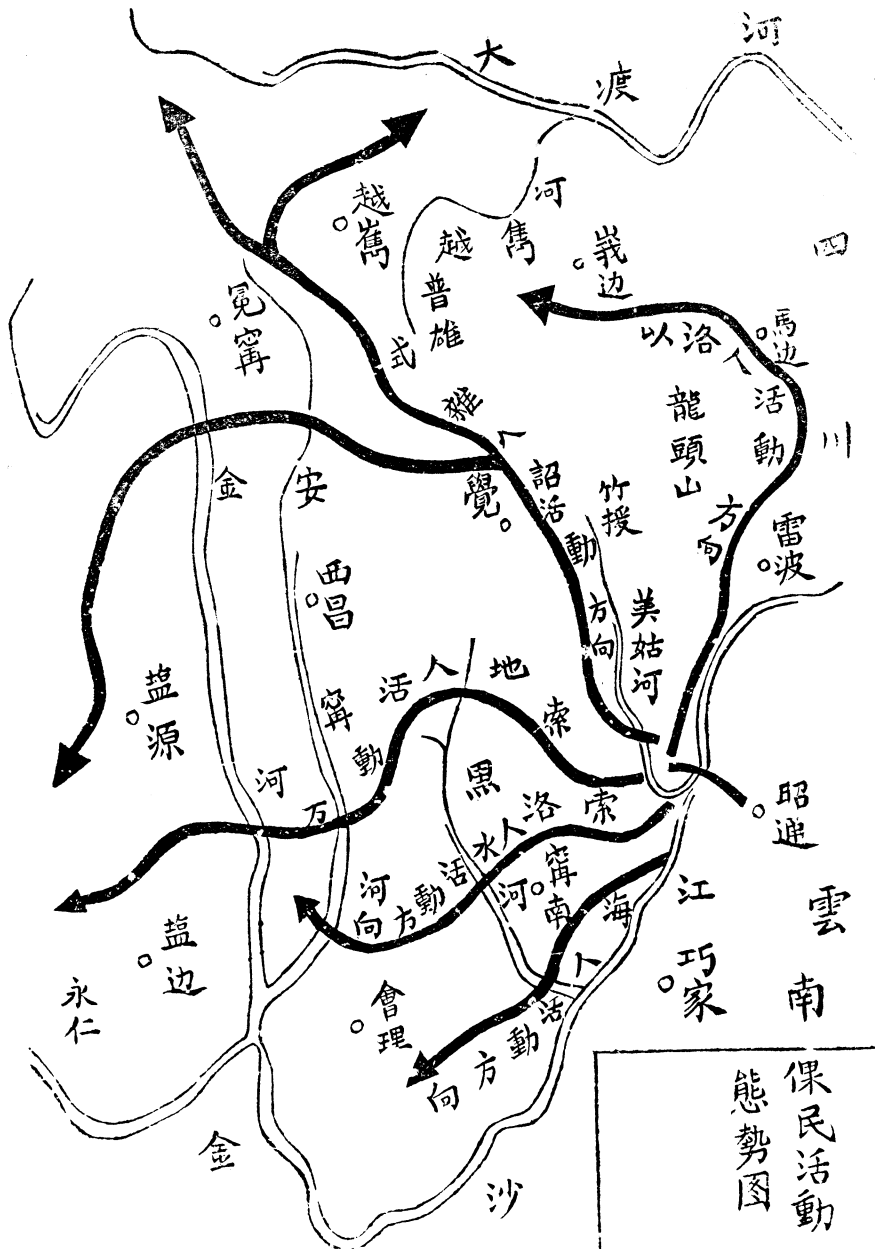 大渡河
四川
越嶲
越嶲河
普雄
峩边
馬边
冕寧
以洛人活動方向
龍頭山
式雅人活動方向
詔覺
竹挼
美姑河
雷波
金河
安寧河
西昌
塩源
索地人活動方
黒水河
索洛人活動方向
寧南
昭通
海人活動方向
塩边
永仁
會理
巧家
雲南
金沙江
倮民活動
態勢图